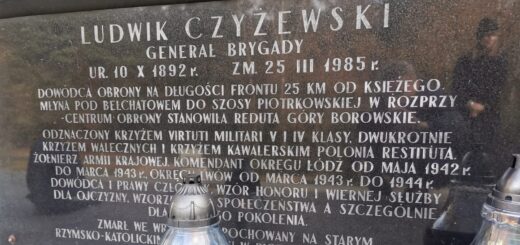 LUDWIK CZYŻEWSKI
GENERAŁ BRYGADY
UR. 10 X 1892 r. ZM. 25 III 1985 r.
DOWÓDCA OBRONY NA DŁUGOŚCI FRONTU 25 KM OD KSIEŻEGO
MŁYNA POD BEŁCHATOWEM DO SZOSY PIOTRKOWSKIEJ W ROZPRZY
-CENTRUM OBRONY STANOWIŁA REDUTA GÓRY BOROWSKIE.
ODZNACZONY KRZYŻEM VIRTUTI MILITARI V I IV KLASY, DWUKROTNIE
KRZYŻEM WALECZNYCH I KRZYŻEM KAWALERSKIM POLONIA RESTITUTA.
ŻOŁNIERZ ARMII KRAJOWEJ, KOMENDANT OKRĘGU ŁÓDŹ OD MAJA 1942 r.
DO MARCA 1943 r. OKRĘGU LWÓW OD MARCA 1943 r. DO 1944 r.
DOWÓDCA I PRAWY WZÓR HONORU I WIERNEJ SŁUŻBY
DLA OJCZYZNY, SPOŁECZEŃSTWA A SZCZEGÓLNIE
POKOLENIA.
ZMARŁ WE POCHOWANY NA STARYM